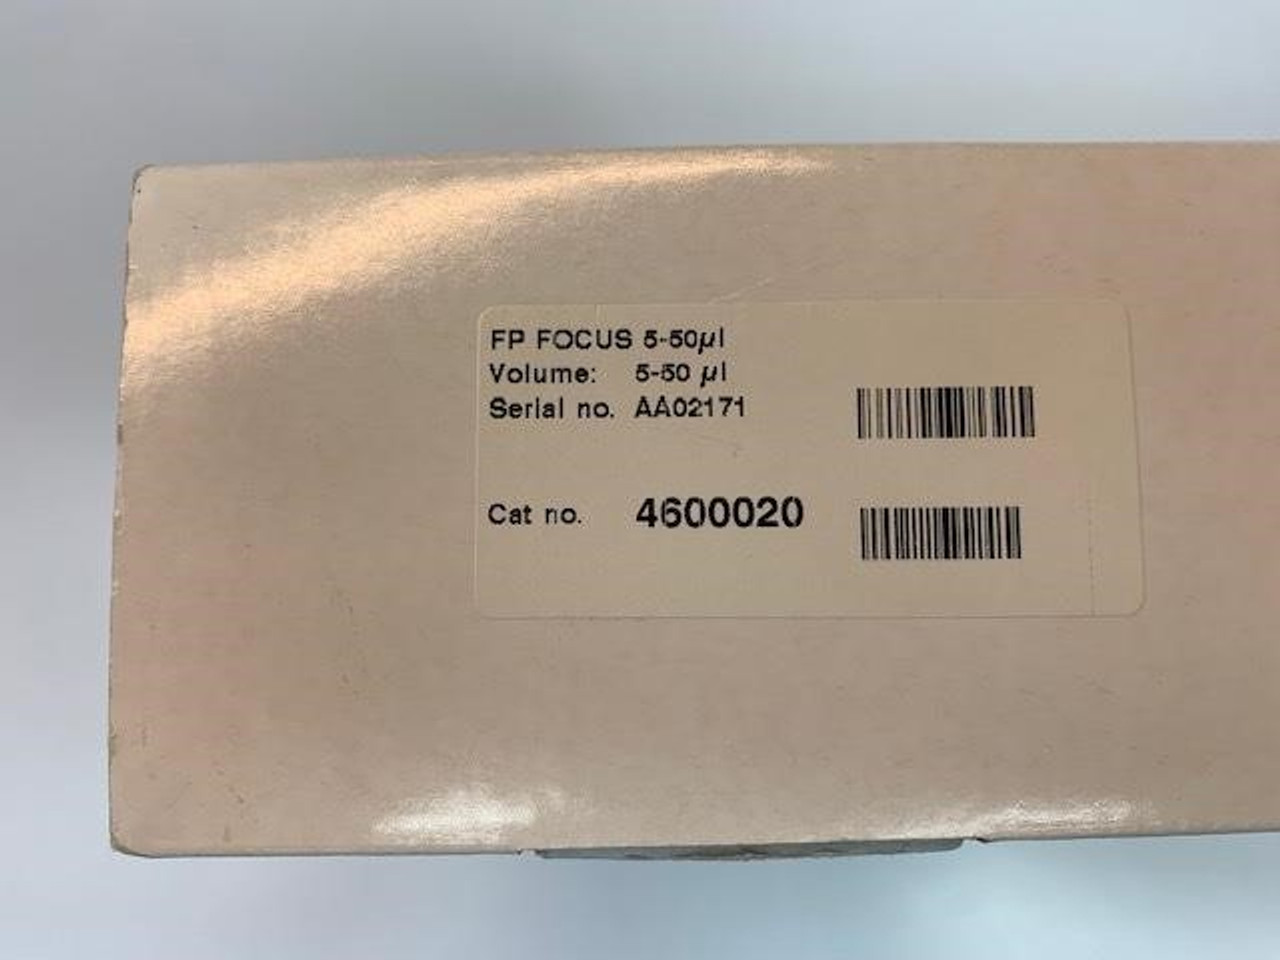 FP FOCUS 5-50µl
Volume: 5-50 µl
Serial no. AA02171
Cat no. 4600020